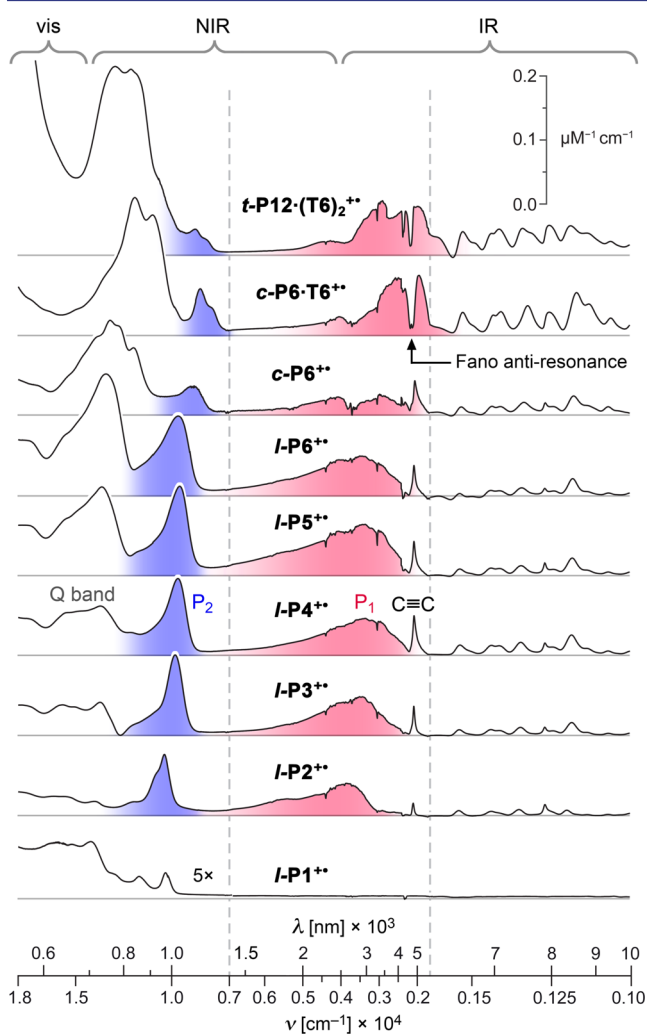 vis NIR IR
0.2
0.1 μM⁻¹ cm⁻¹
0.0
t-P12·(T6)₂⁺•
c-P6·T6⁺•
Fano anti-resonance
c-P6⁺•
l-P6⁺•
l-P5⁺•
Q band P₂ l-P4⁺• P₁ C≡C
l-P3⁺•
l-P2⁺•
5× l-P1⁺•
λ [nm] × 10³
0.6 0.8 1.0 1.5 2 3 4 5 7 8 9 10
1.8 1.5 1.0 0.7 0.6 0.5 0.4 0.3 0.2 0.15 0.125 0.10
ν [cm⁻¹] × 10⁴